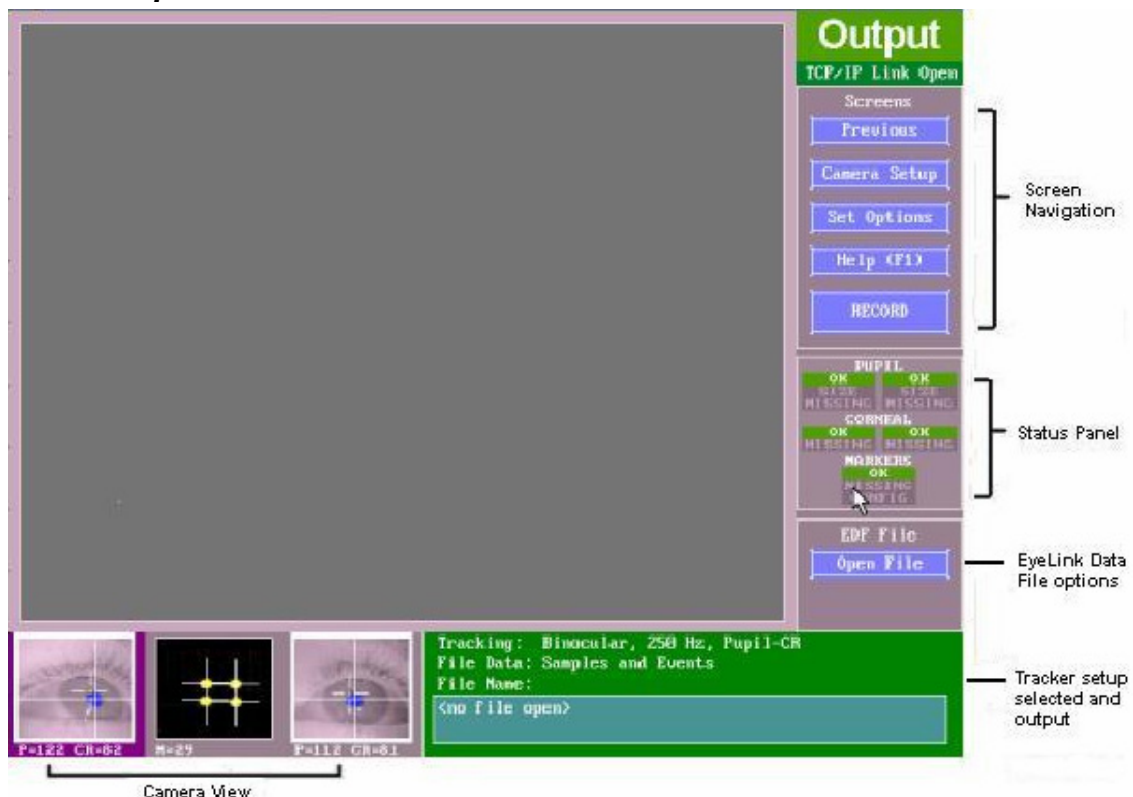 Output
TCP/IP Link Open
Screens
Previous
Camera Setup
Set Options
Help (F1)
RECORD
Screen
Navigation
PUPIL
OK OK
SIZE SIZE
MISSING MISSING
CORNEAL
OK OK
MISSING MISSING
MARKERS
OK
MISSING
CONFIG
Status Panel
EDF File
Open File
EyeLink Data
File options
Tracking: Binocular, 250 Hz, Pupil-CR
File Data: Samples and Events
File Name:
<no file open>
Tracker setup
selected and
output
P=122 CR=82
M=29
P=112 CR=81
Camera View